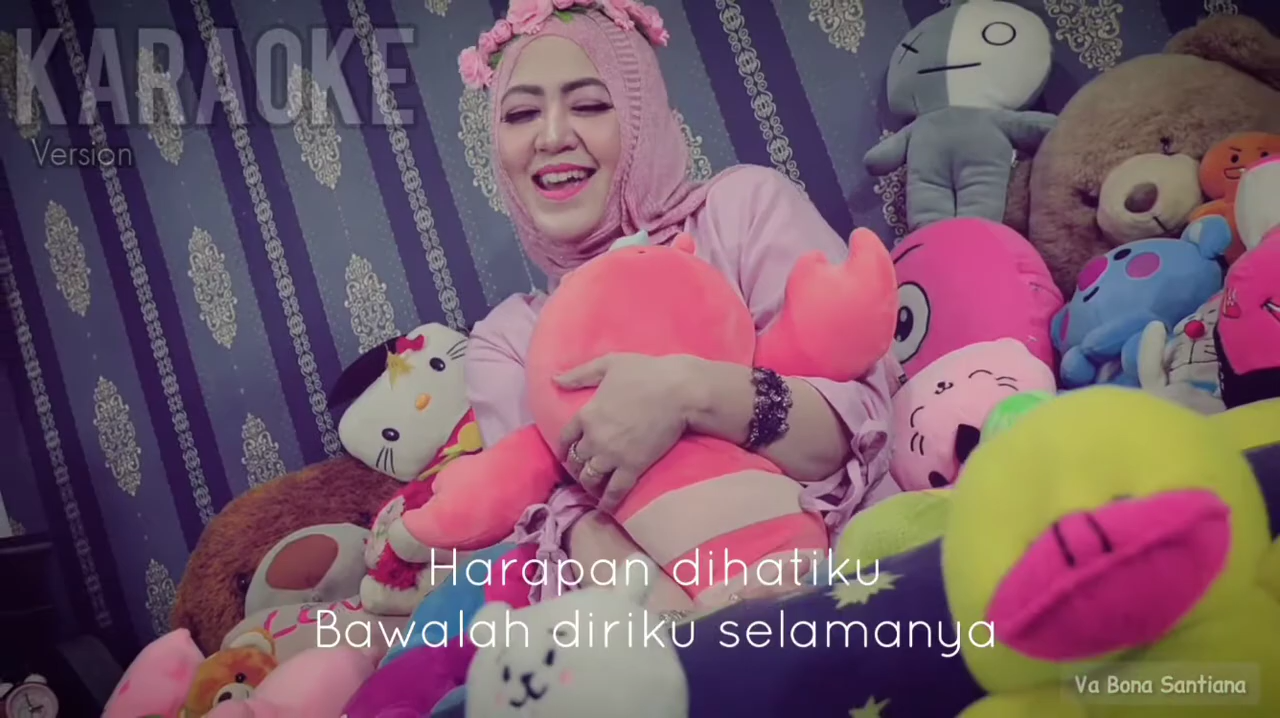 KARAOKE
Version
Harapan dihatiku
Bawalah diriku selamanya
Va Bona Santiana